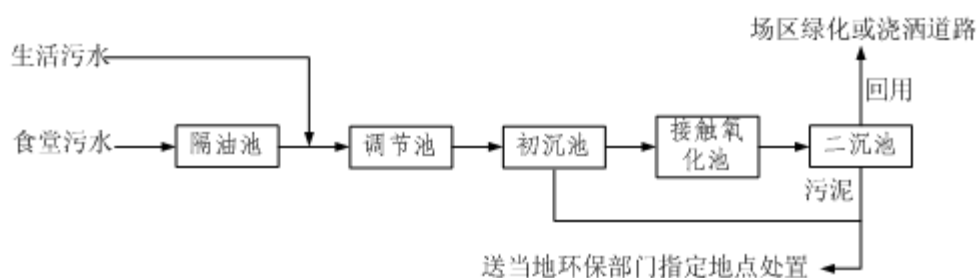 场区绿化或浇洒道路
生活污水
回用
食堂污水
隔油池
调节池
初沉池
接触氧
化池
二沉池
污泥
送当地环保部门指定地点处置